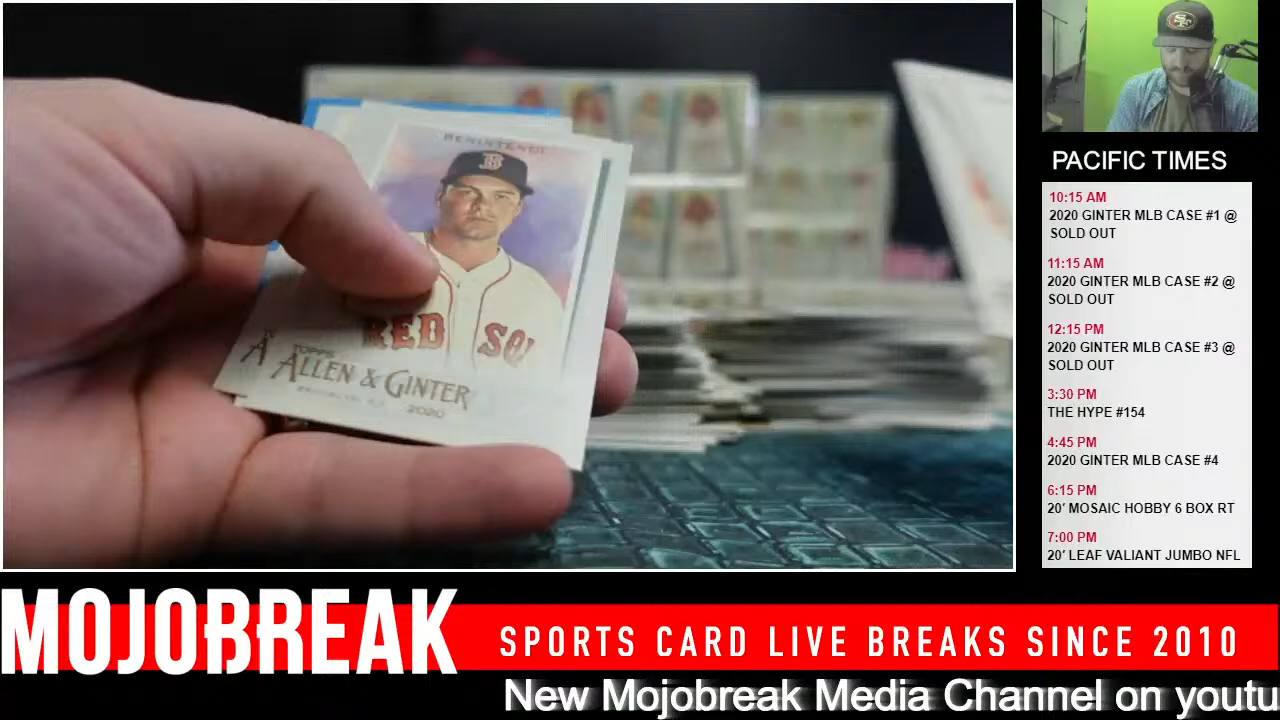 BENINTENDI
B
RED SO
TOPPS
ALLEN & GINTER
2020
SF
PACIFIC TIMES
10:15 AM
2020 GINTER MLB CASE #1 @
SOLD OUT
11:15 AM
2020 GINTER MLB CASE #2 @
SOLD OUT
12:15 PM
2020 GINTER MLB CASE #3 @
SOLD OUT
3:30 PM
THE HYPE #154
4:45 PM
2020 GINTER MLB CASE #4
6:15 PM
20' MOSAIC HOBBY 6 BOX RT
7:00 PM
20' LEAF VALIANT JUMBO NFL
MOJOBREAK
SPORTS CARD LIVE BREAKS SINCE 2010
New Mojobreak Media Channel on youtu